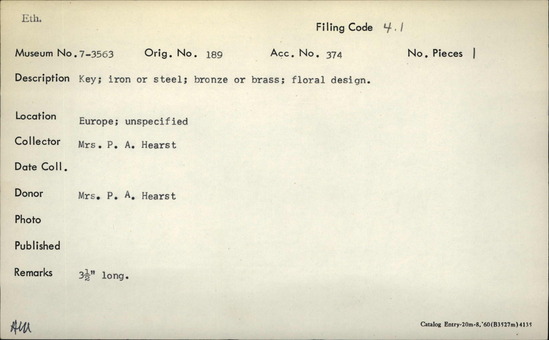 Eth.
Filing Code 4.1
Museum No. 7-3563 Orig. No. 189 Acc. No. 374 No. Pieces 1
Description Key; iron or steel; bronze or brass; floral design.
Location Europe; unspecified
Collector Mrs. P. A. Hearst
Date Coll.
Donor Mrs. P. A. Hearst
Photo
Published
Remarks 3½" long.
Catalog Entry-20m-8,'60(B3527m)4135